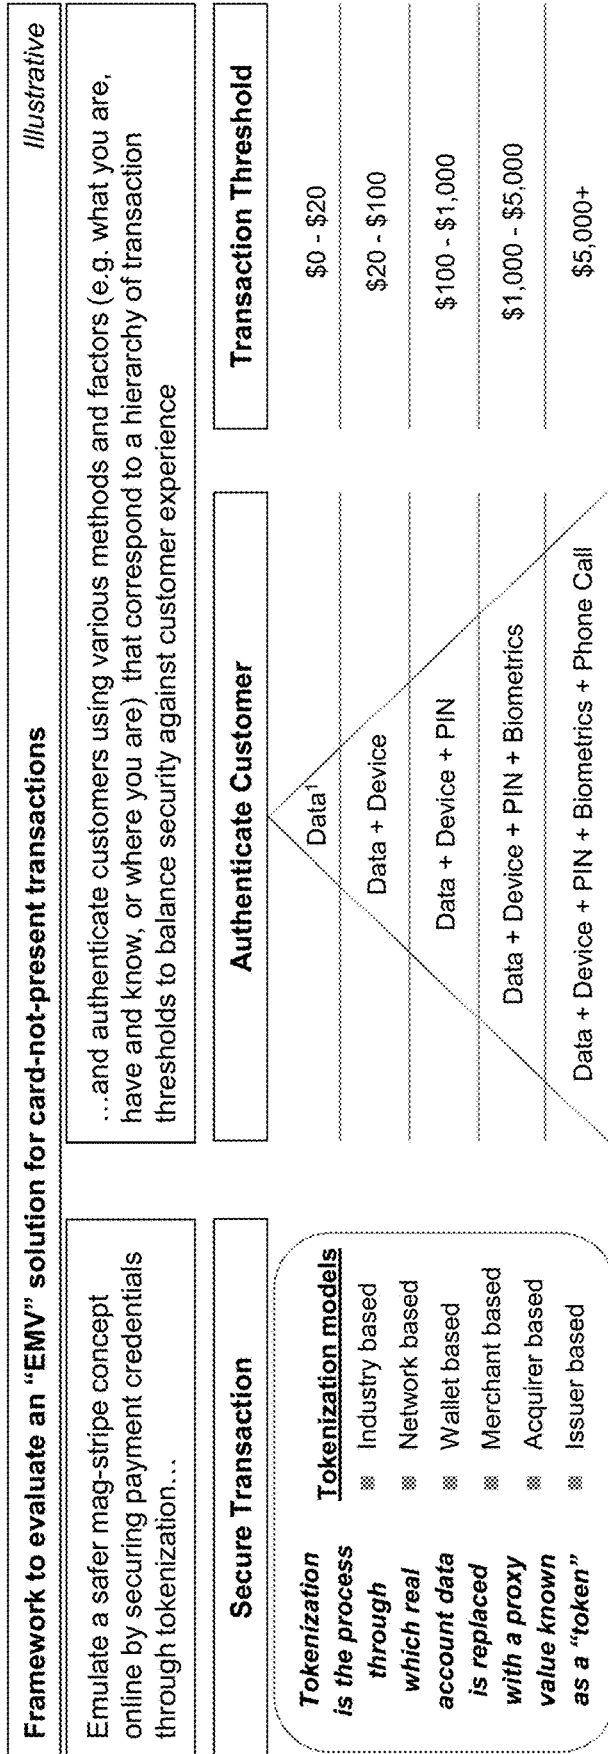 Framework to evaluate an “EMV” solution for card-not-present transactions
Illustrative
Emulate a safer mag-stripe concept
online by securing payment credentials
through tokenization…
…and authenticate customers using various methods and factors (e.g. what you are,
have and know, or where you are) that correspond to a hierarchy of transaction
thresholds to balance security against customer experience
Secure Transaction
Tokenization
is the process
through
which real
account data
is replaced
with a proxy
value known
as a “token”
Tokenization models
Industry based
Network based
Wallet based
Merchant based
Acquirer based
Issuer based
Authenticate Customer
Data¹
Data + Device
Data + Device + PIN
Data + Device + PIN + Biometrics
Data + Device + PIN + Biometrics + Phone Call
Transaction Threshold
$0 - $20
$20 - $100
$100 - $1,000
$1,000 - $5,000
$5,000+